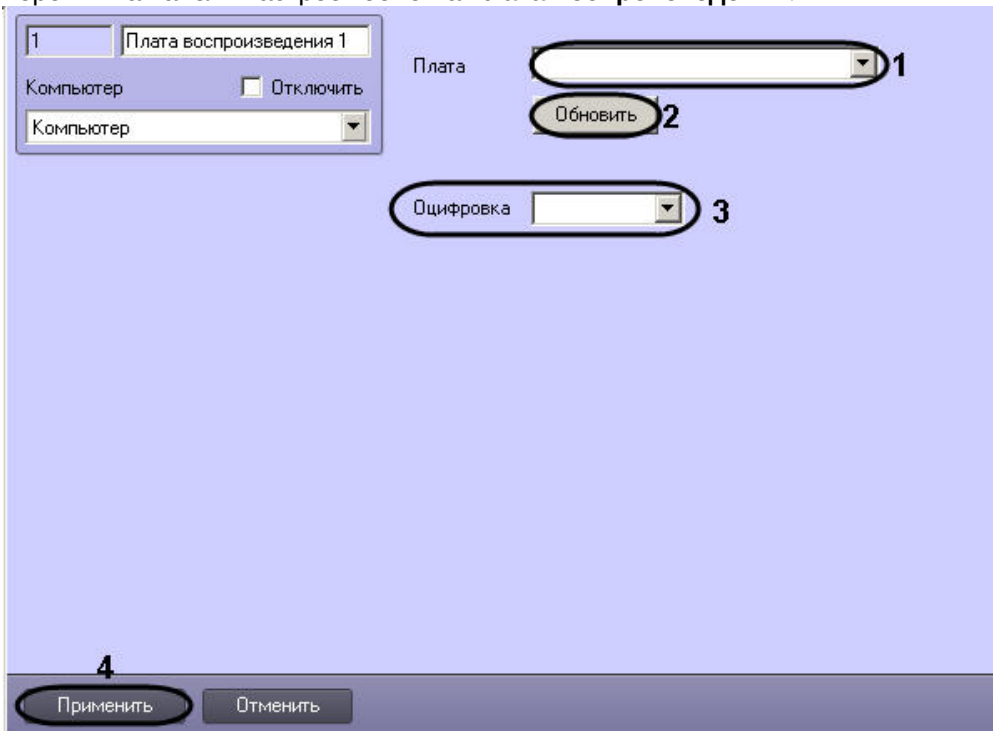 1 Плата воспроизведения 1
Компьютер Отключить
Компьютер
Плата 1
Обновить 2
Оцифровка 3
4
Применить Отменить